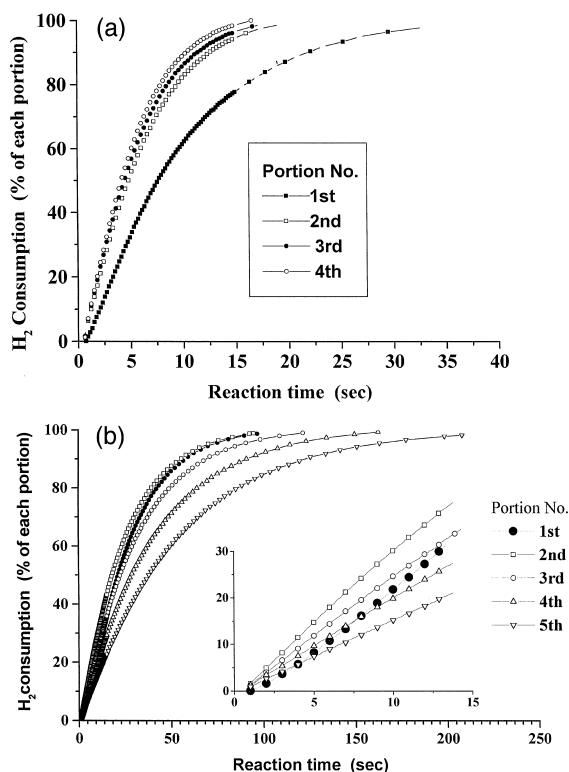 (a)
H2 Consumption (% of each portion)
100
80
60
40
20
0
Portion No.
1st
2nd
3rd
4th
0 5 10 15 20 25 30 35 40
Reaction time (sec)
(b)
H2consumption (% of each portion)
100
80
60
40
20
0
Portion No.
1st
2nd
3rd
4th
5th
30
20
10
0
5 10 15
0 50 100 150 200 250
Reaction time (sec)